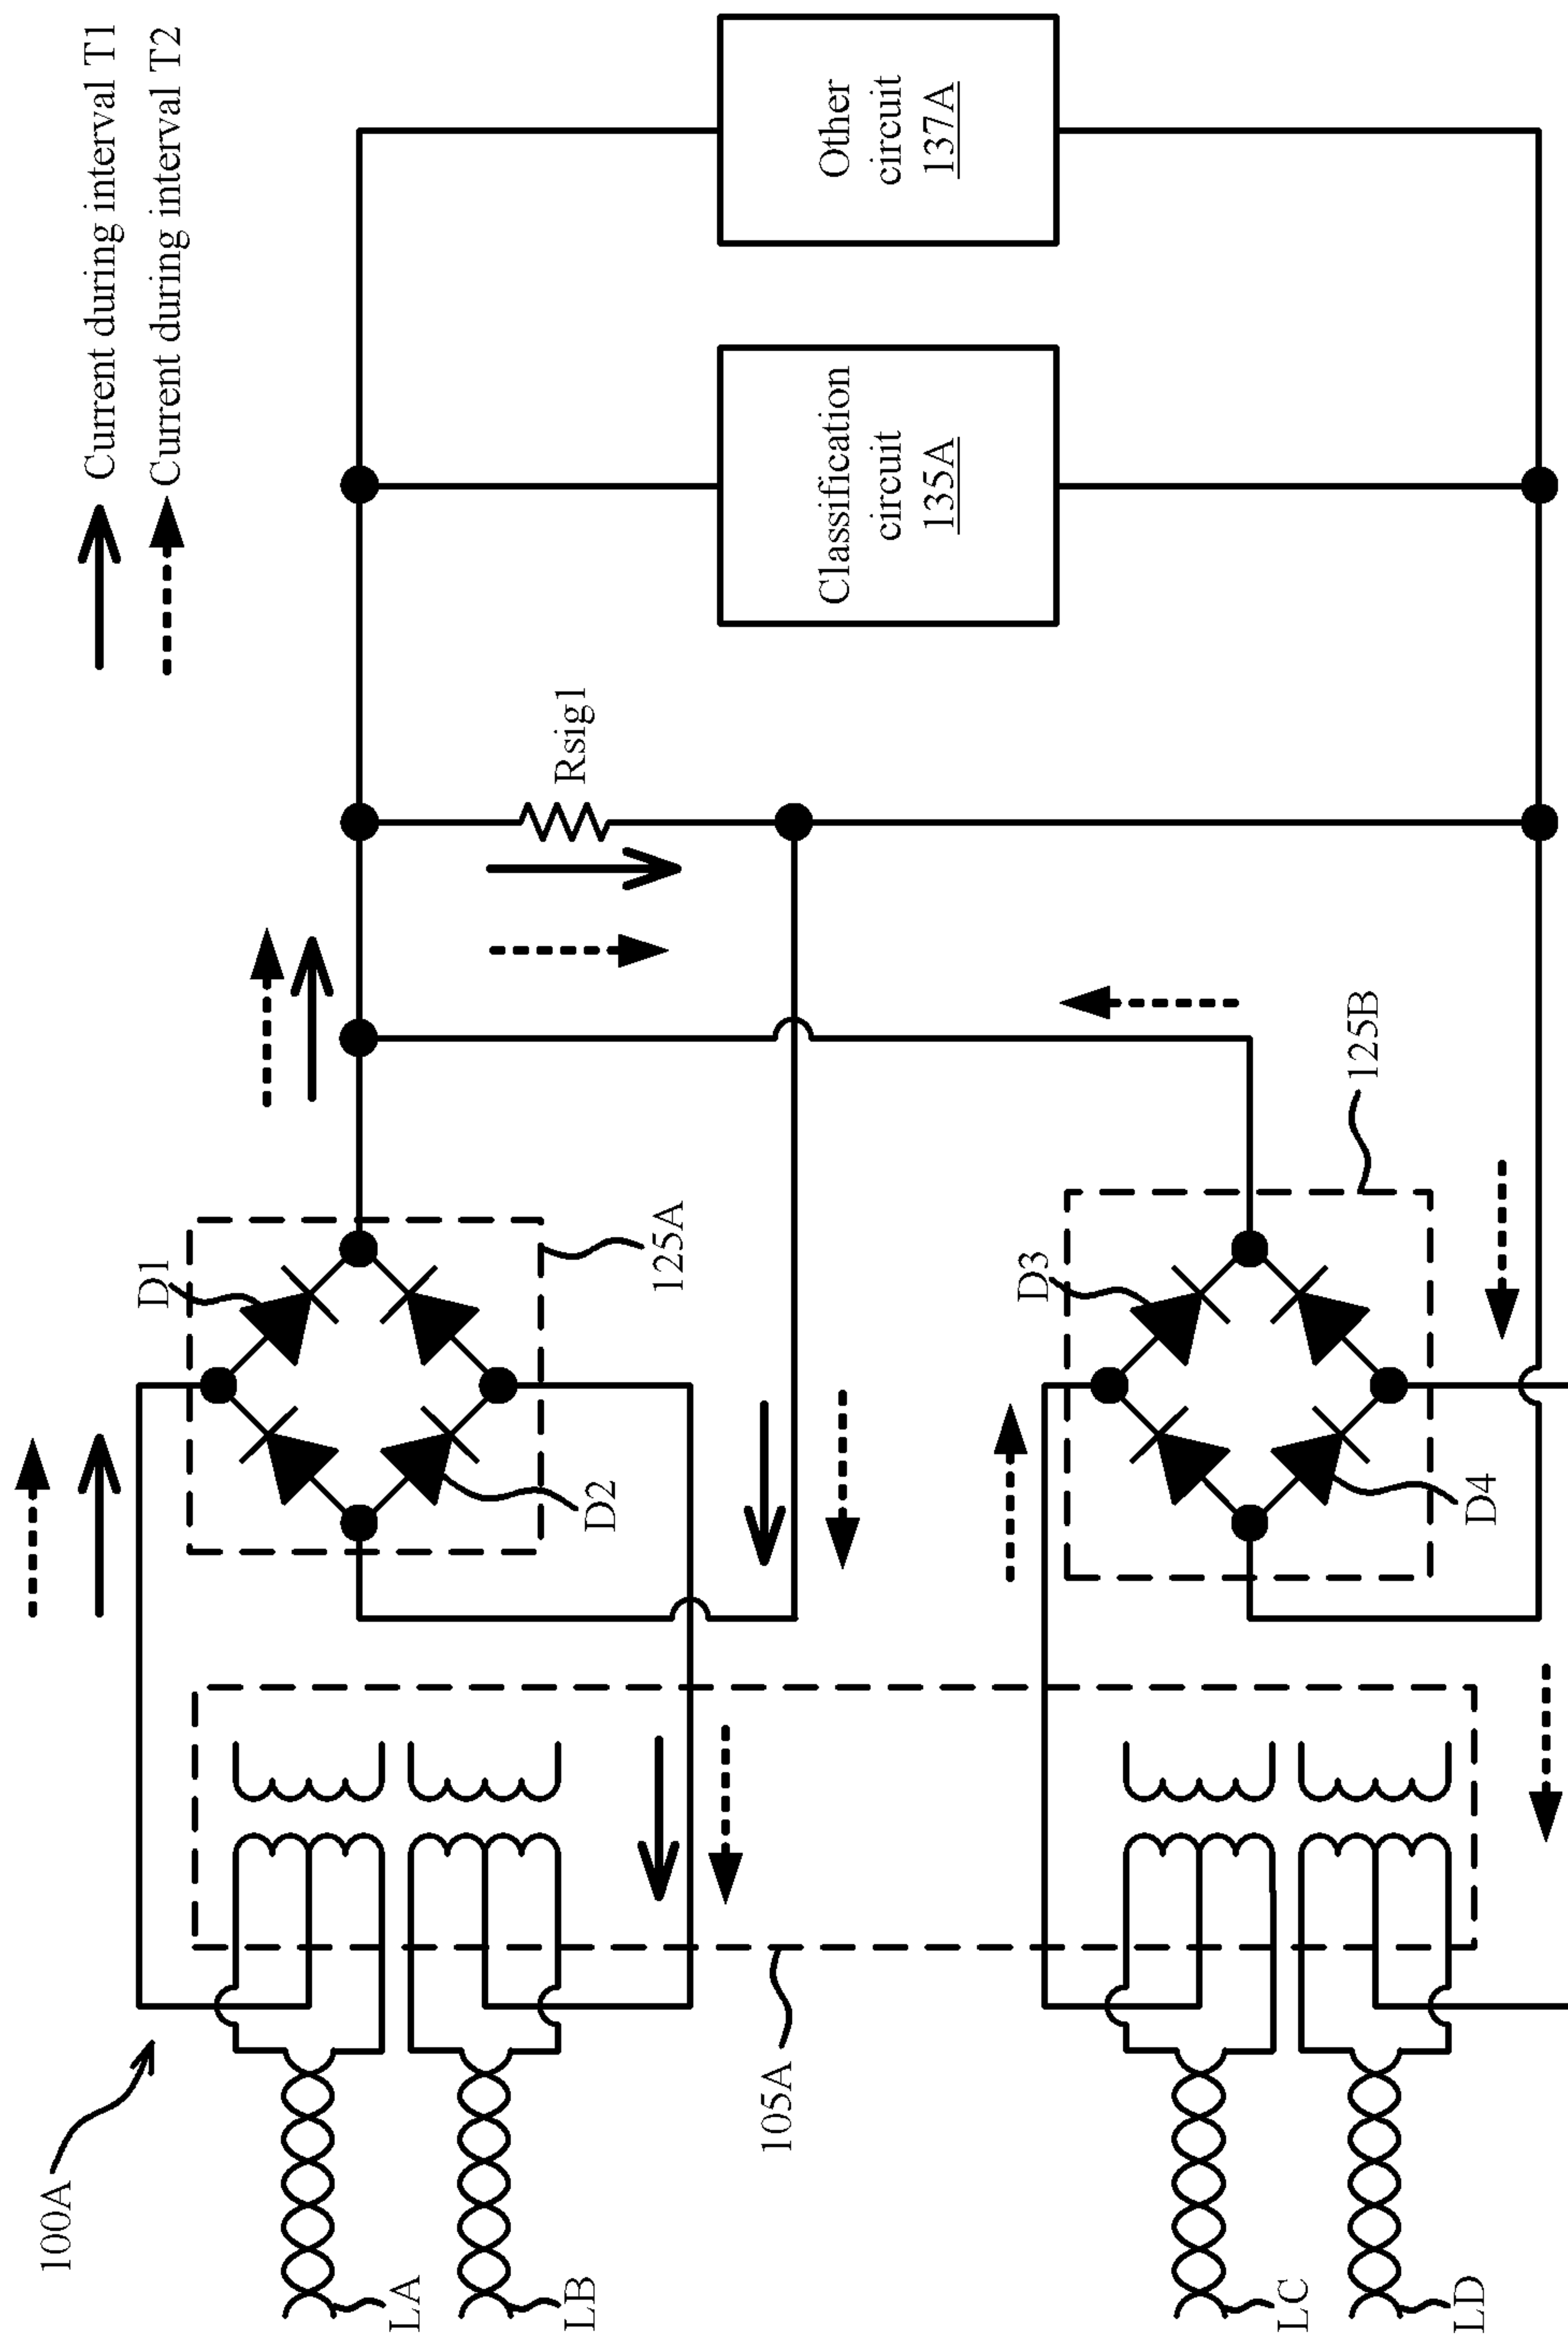 Current during interval T1
Current during interval T2
100A
D1
LA
D2
125A
Rsig1
LB
105A
Classification
circuit
135A
Other
circuit
137A
D3
125B
LC
D4
LD